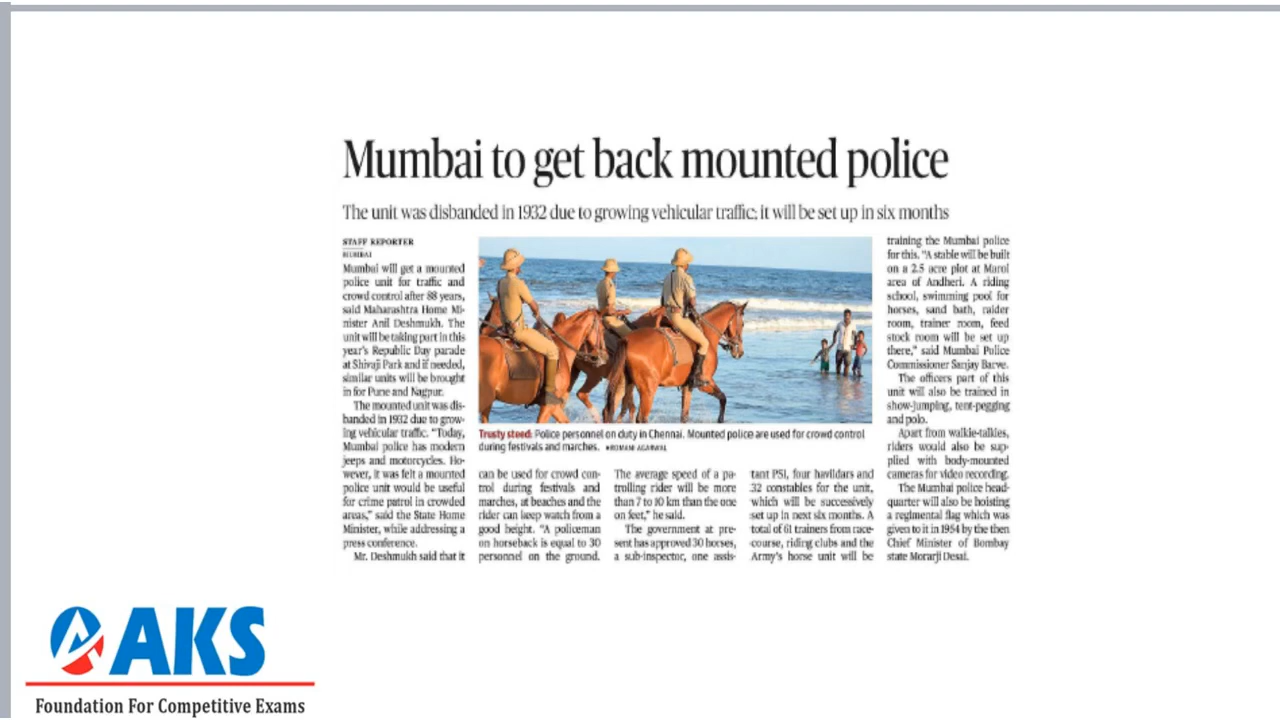 Mumbai to get back mounted police
The unit was disbanded in 1932 due to growing vehicular traffic; it will be set up in six months
STAFF REPORTER
MUMBAI
Mumbai will get a mounted
police unit for traffic and
crowd control after 88 years,
said Maharashtra Home Mi-
nister Anil Deshmukh. The
unit will be taking part in this
year's Republic Day parade
at Shivaji Park and if needed,
similar units will be brought
in for Pune and Nagpur.
The mounted unit was dis-
banded in 1932 due to grow-
ing vehicular traffic. "Today,
Mumbai police has modern
jeeps and motorcycles. Ho-
wever, it was felt a mounted
police unit would be useful
for crime patrol in crowded
areas," said the State Home
Minister, while addressing a
press conference.
Mr. Deshmukh said that it
Trusty steed: Police personnel on duty in Chennai. Mounted police are used for crowd control
during festivals and marches. •ROMANI AGARWAL
can be used for crowd con-
trol during festivals and
marches, at beaches and the
rider can keep watch from a
good height. "A policeman
on horseback is equal to 30
personnel on the ground.
The average speed of a pa-
trolling rider will be more
than 7 to 10 km than the one
on feet," he said.
The government at pre-
sent has approved 30 horses,
a sub-inspector, one assis-
tant PSI, four havildars and
32 constables for the unit,
which will be successively
set up in next six months. A
total of 61 trainers from race-
course, riding clubs and the
Army's horse unit will be
training the Mumbai police
for this. "A stable will be built
on a 2.5 acre plot at Marol
area of Andheri. A riding
school, swimming pool for
horses, sand bath, raider
room, trainer room, feed
stock room will be set up
there," said Mumbai Police
Commissioner Sanjay Barve.
The officers part of this
unit will also be trained in
show-jumping, tent-pegging
and polo.
Apart from walkie-talkies,
riders would also be sup-
plied with body-mounted
cameras for video recording.
The Mumbai police head-
quarter will also be hoisting
a regimental flag which was
given to it in 1954 by the then
Chief Minister of Bombay
state Morarji Desai.
AKS
Foundation For Competitive Exams